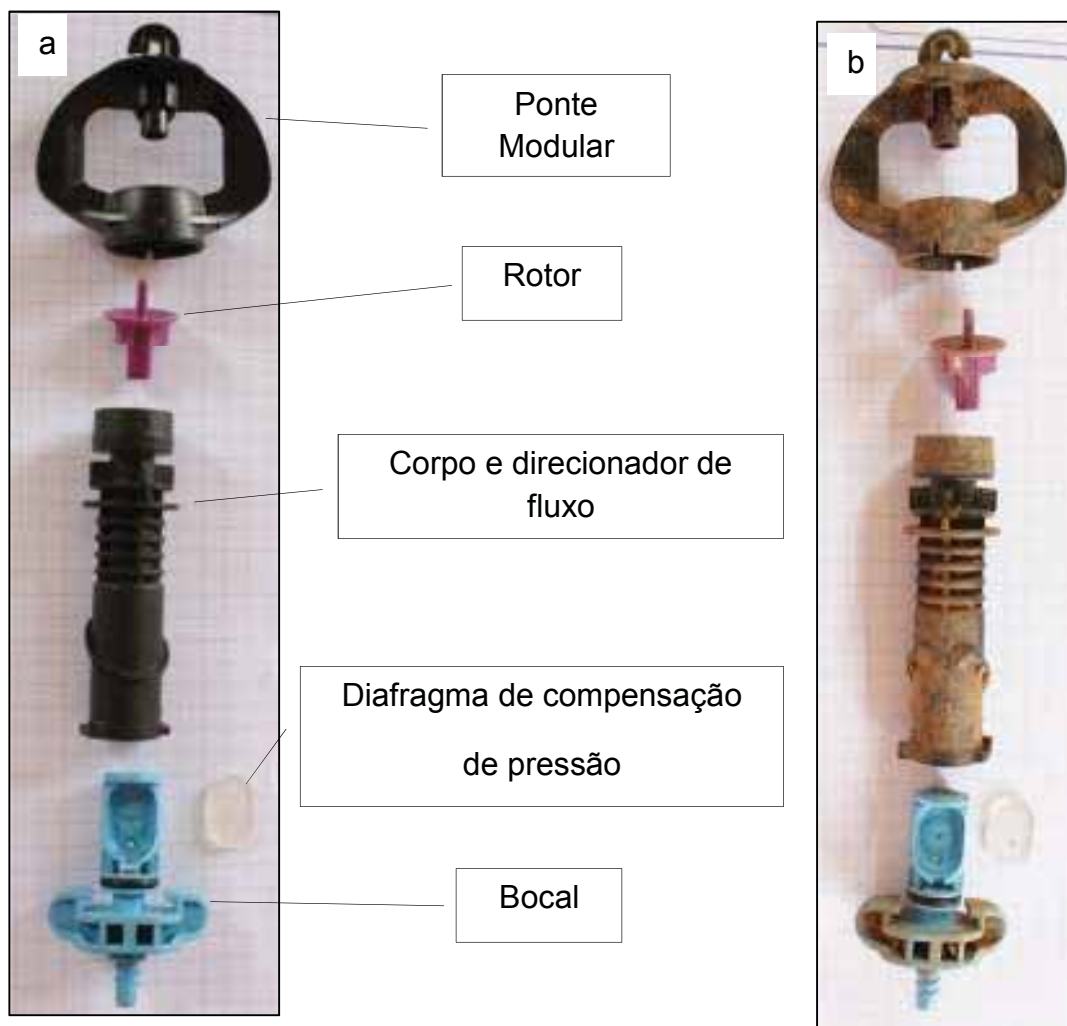 a
b
Ponte
Modular
Rotor
Corpo e direcionador de
fluxo
Diafragma de compensação
de pressão
Bocal